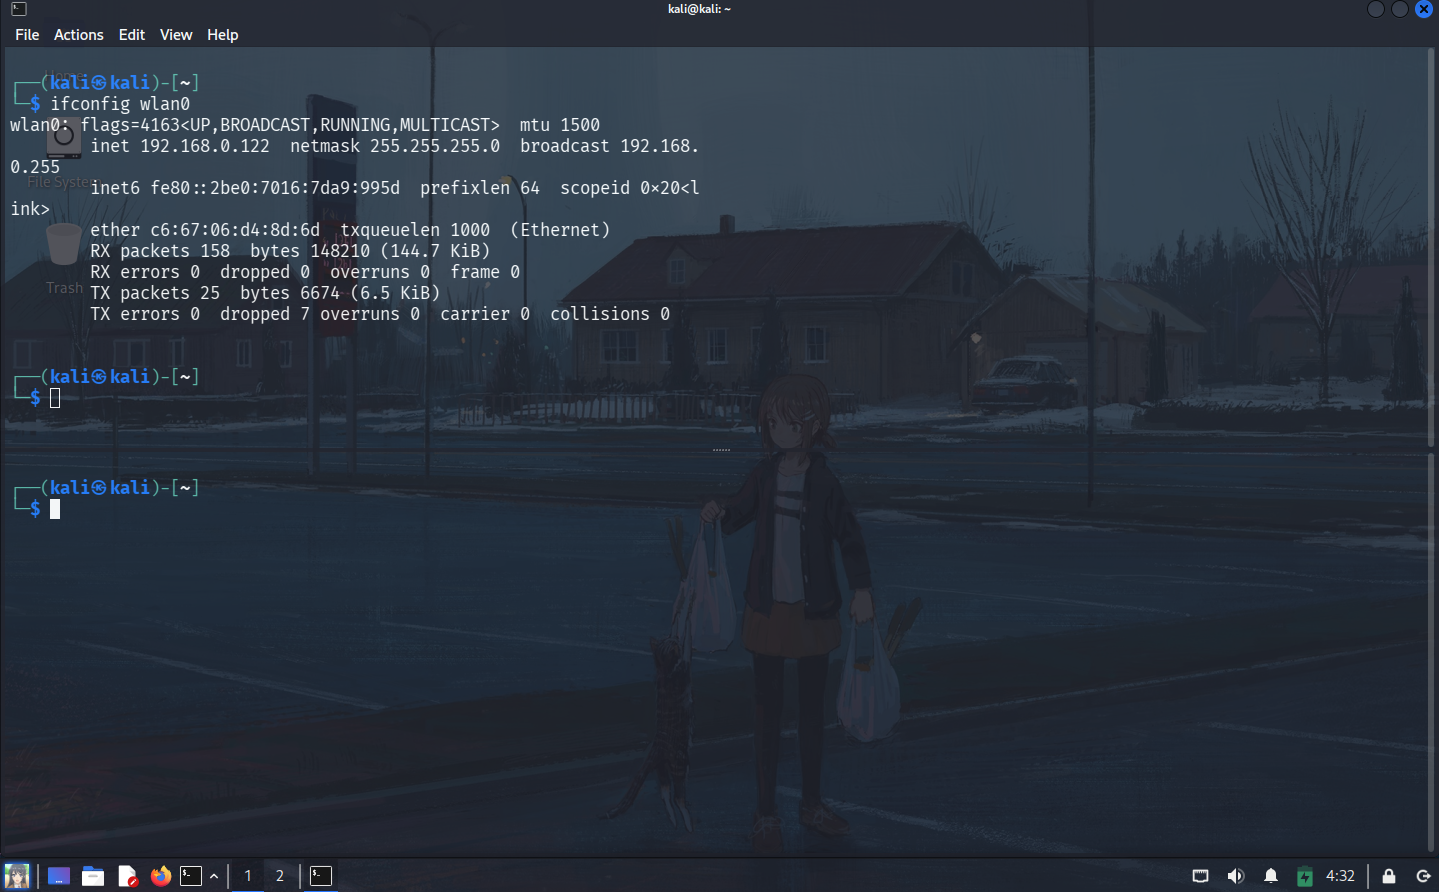 kali@kali: ~
File Actions Edit View Help
Home
┌──(kali㉿kali)-[~]
└─$ ifconfig wlan0
wlan0: flags=4163<UP,BROADCAST,RUNNING,MULTICAST>  mtu 1500
        inet 192.168.0.122  netmask 255.255.255.0  broadcast 192.168.
0.255
File System
        inet6 fe80::2be0:7016:7da9:995d  prefixlen 64  scopeid 0×20<l
ink>
        ether c6:67:06:d4:8d:6d  txqueuelen 1000  (Ethernet)
        RX packets 158  bytes 148210 (144.7 KiB)
        RX errors 0  dropped 0  overruns 0  frame 0
Trash
        TX packets 25  bytes 6674 (6.5 KiB)
        TX errors 0  dropped 7 overruns 0  carrier 0  collisions 0
┌──(kali㉿kali)-[~]
└─$
┌──(kali㉿kali)-[~]
└─$
1 2 4:32